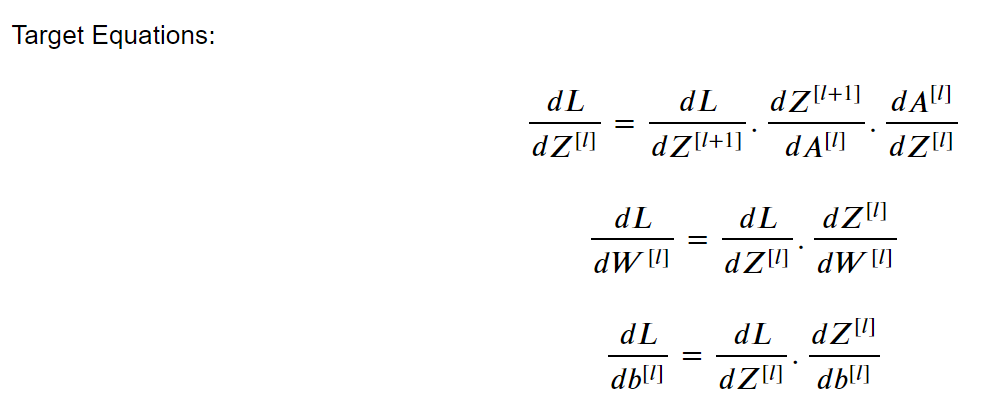 Target Equations:
dL/dZ^[l] = dL/dZ^[l+1] . dZ^[l+1]/dA^[l] . dA^[l]/dZ^[l]
dL/dW^[l] = dL/dZ^[l] . dZ^[l]/dW^[l]
dL/db^[l] = dL/dZ^[l] . dZ^[l]/db^[l]